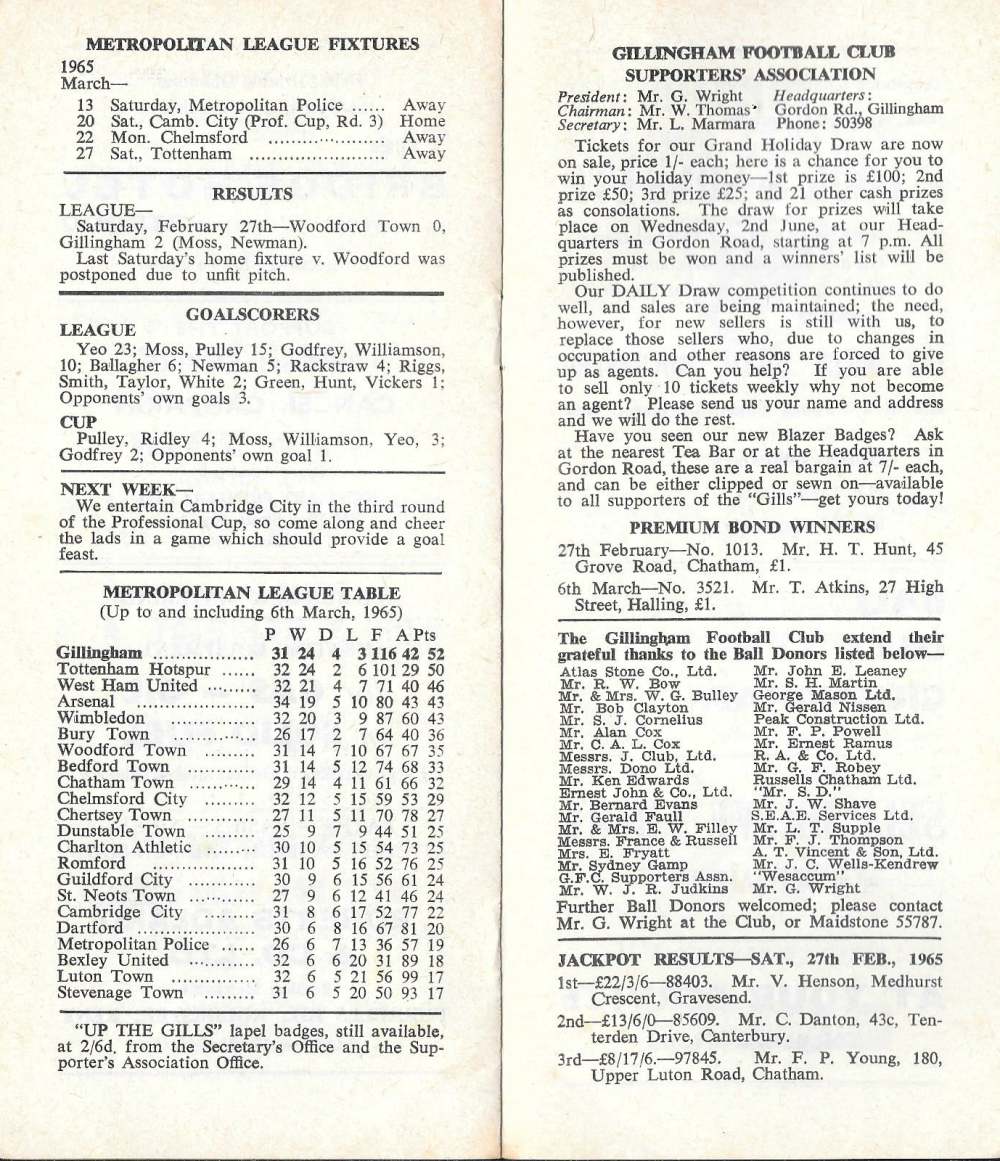 METROPOLITAN LEAGUE FIXTURES
1965
March—
13 Saturday, Metropolitan Police ...... Away
20 Sat., Camb. City (Prof. Cup, Rd. 3) Home
22 Mon. Chelmsford ..................... Away
27 Sat., Tottenham ........................ Away
RESULTS
LEAGUE—
Saturday, February 27th—Woodford Town 0,
Gillingham 2 (Moss, Newman).
Last Saturday's home fixture v. Woodford was
postponed due to unfit pitch.
GOALSCORERS
LEAGUE
Yeo 23; Moss, Pulley 15; Godfrey, Williamson,
10; Ballagher 6; Newman 5; Rackstraw 4; Riggs,
Smith, Taylor, White 2; Green, Hunt, Vickers 1;
Opponents' own goals 3.
CUP
Pulley, Ridley 4; Moss, Williamson, Yeo, 3;
Godfrey 2; Opponents' own goal 1.
NEXT WEEK—
We entertain Cambridge City in the third round
of the Professional Cup, so come along and cheer
the lads in a game which should provide a goal
feast.
METROPOLITAN LEAGUE TABLE
(Up to and including 6th March, 1965)
P W D L F A Pts
Gillingham .................. 31 24 4 3 116 42 52
Tottenham Hotspur ...... 32 24 2 6 101 29 50
West Ham United ......... 32 21 4 7 71 40 46
Arsenal ..................... 34 19 5 10 80 43 43
Wimbledon ............... 32 20 3 9 87 60 43
Bury Town ............... 26 17 2 7 64 40 36
Woodford Town ......... 31 14 7 10 67 67 35
Bedford Town ............ 31 14 5 12 74 68 33
Chatham Town ............ 29 14 4 11 61 66 32
Chelmsford City ......... 32 12 5 15 59 53 29
Chertsey Town ............ 27 11 5 11 70 78 27
Dunstable Town ......... 25 9 7 9 44 51 25
Charlton Athletic ......... 30 10 5 15 54 73 25
Romford .................. 31 10 5 16 52 76 25
Guildford City ............ 30 9 6 15 56 61 24
St. Neots Town ............ 27 9 6 12 41 46 24
Cambridge City ......... 31 8 6 17 52 77 22
Dartford ..................... 30 6 8 16 67 81 20
Metropolitan Police ...... 26 6 7 13 36 57 19
Bexley United ............ 32 6 6 20 31 89 18
Luton Town ............... 32 6 5 21 56 99 17
Stevenage Town ......... 31 6 5 20 50 93 17
"UP THE GILLS" lapel badges, still available,
at 2/6d. from the Secretary's Office and the Sup-
porter's Association Office.
GILLINGHAM FOOTBALL CLUB
SUPPORTERS' ASSOCIATION
President: Mr. G. Wright Headquarters:
Chairman: Mr. W. Thomas Gordon Rd., Gillingham
Secretary: Mr. L. Marmara Phone: 50398
Tickets for our Grand Holiday Draw are now
on sale, price 1/- each; here is a chance for you to
win your holiday money—1st prize is £100; 2nd
prize £50; 3rd prize £25; and 21 other cash prizes
as consolations. The draw for prizes will take
place on Wednesday, 2nd June, at our Head-
quarters in Gordon Road, starting at 7 p.m. All
prizes must be won and a winners' list will be
published.
Our DAILY Draw competition continues to do
well, and sales are being maintained; the need,
however, for new sellers is still with us, to
replace those sellers who, due to changes in
occupation and other reasons are forced to give
up as agents. Can you help? If you are able
to sell only 10 tickets weekly why not become
an agent? Please send us your name and address
and we will do the rest.
Have you seen our new Blazer Badges? Ask
at the nearest Tea Bar or at the Headquarters in
Gordon Road, these are a real bargain at 7/- each,
and can be either clipped or sewn on—available
to all supporters of the "Gills"—get yours today!
PREMIUM BOND WINNERS
27th February—No. 1013. Mr. H. T. Hunt, 45
Grove Road, Chatham, £1.
6th March—No. 3521. Mr. T. Atkins, 27 High
Street, Halling, £1.
The Gillingham Football Club extend their
grateful thanks to the Ball Donors listed below—
Atlas Stone Co., Ltd. Mr. John E. Leaney
Mr. R. W. Bow Mr. S. H. Martin
Mr. & Mrs. W. G. Bulley George Mason Ltd.
Mr. Bob Clayton Mr. Gerald Nissen
Mr. S. J. Cornelius Peak Construction Ltd.
Mr. Alan Cox Mr. F. P. Powell
Mr. C. A. L. Cox Mr. Ernest Ramus
Messrs. J. Club, Ltd. R. A. & Co. Ltd.
Messrs. Dono Ltd. Mr. G. F. Robey
Mr. Ken Edwards Russells Chatham Ltd.
Ernest John & Co., Ltd. "Mr. S. D."
Mr. Bernard Evans Mr. J. W. Shave
Mr. Gerald Faull S.E.A.E. Services Ltd.
Mr. & Mrs. E. W. Filley Mr. L. T. Supple
Messrs. France & Russell Mr. F. J. Thompson
Mrs. E. Fryatt A. T. Vincent & Son, Ltd.
Mr. Sydney Gamp Mr. J. C. Wells-Kendrew
G.F.C. Supporters Assn. "Wesaccum"
Mr. W. J. R. Judkins Mr. G. Wright
Further Ball Donors welcomed; please contact
Mr. G. Wright at the Club, or Maidstone 55787.
JACKPOT RESULTS—SAT., 27th FEB., 1965
1st—£22/3/6—88403. Mr. V. Henson, Medhurst
Crescent, Gravesend.
2nd—£13/6/0—85609. Mr. C. Danton, 43c, Ten-
terden Drive, Canterbury.
3rd—£8/17/6.—97845. Mr. F. P. Young, 180,
Upper Luton Road, Chatham.